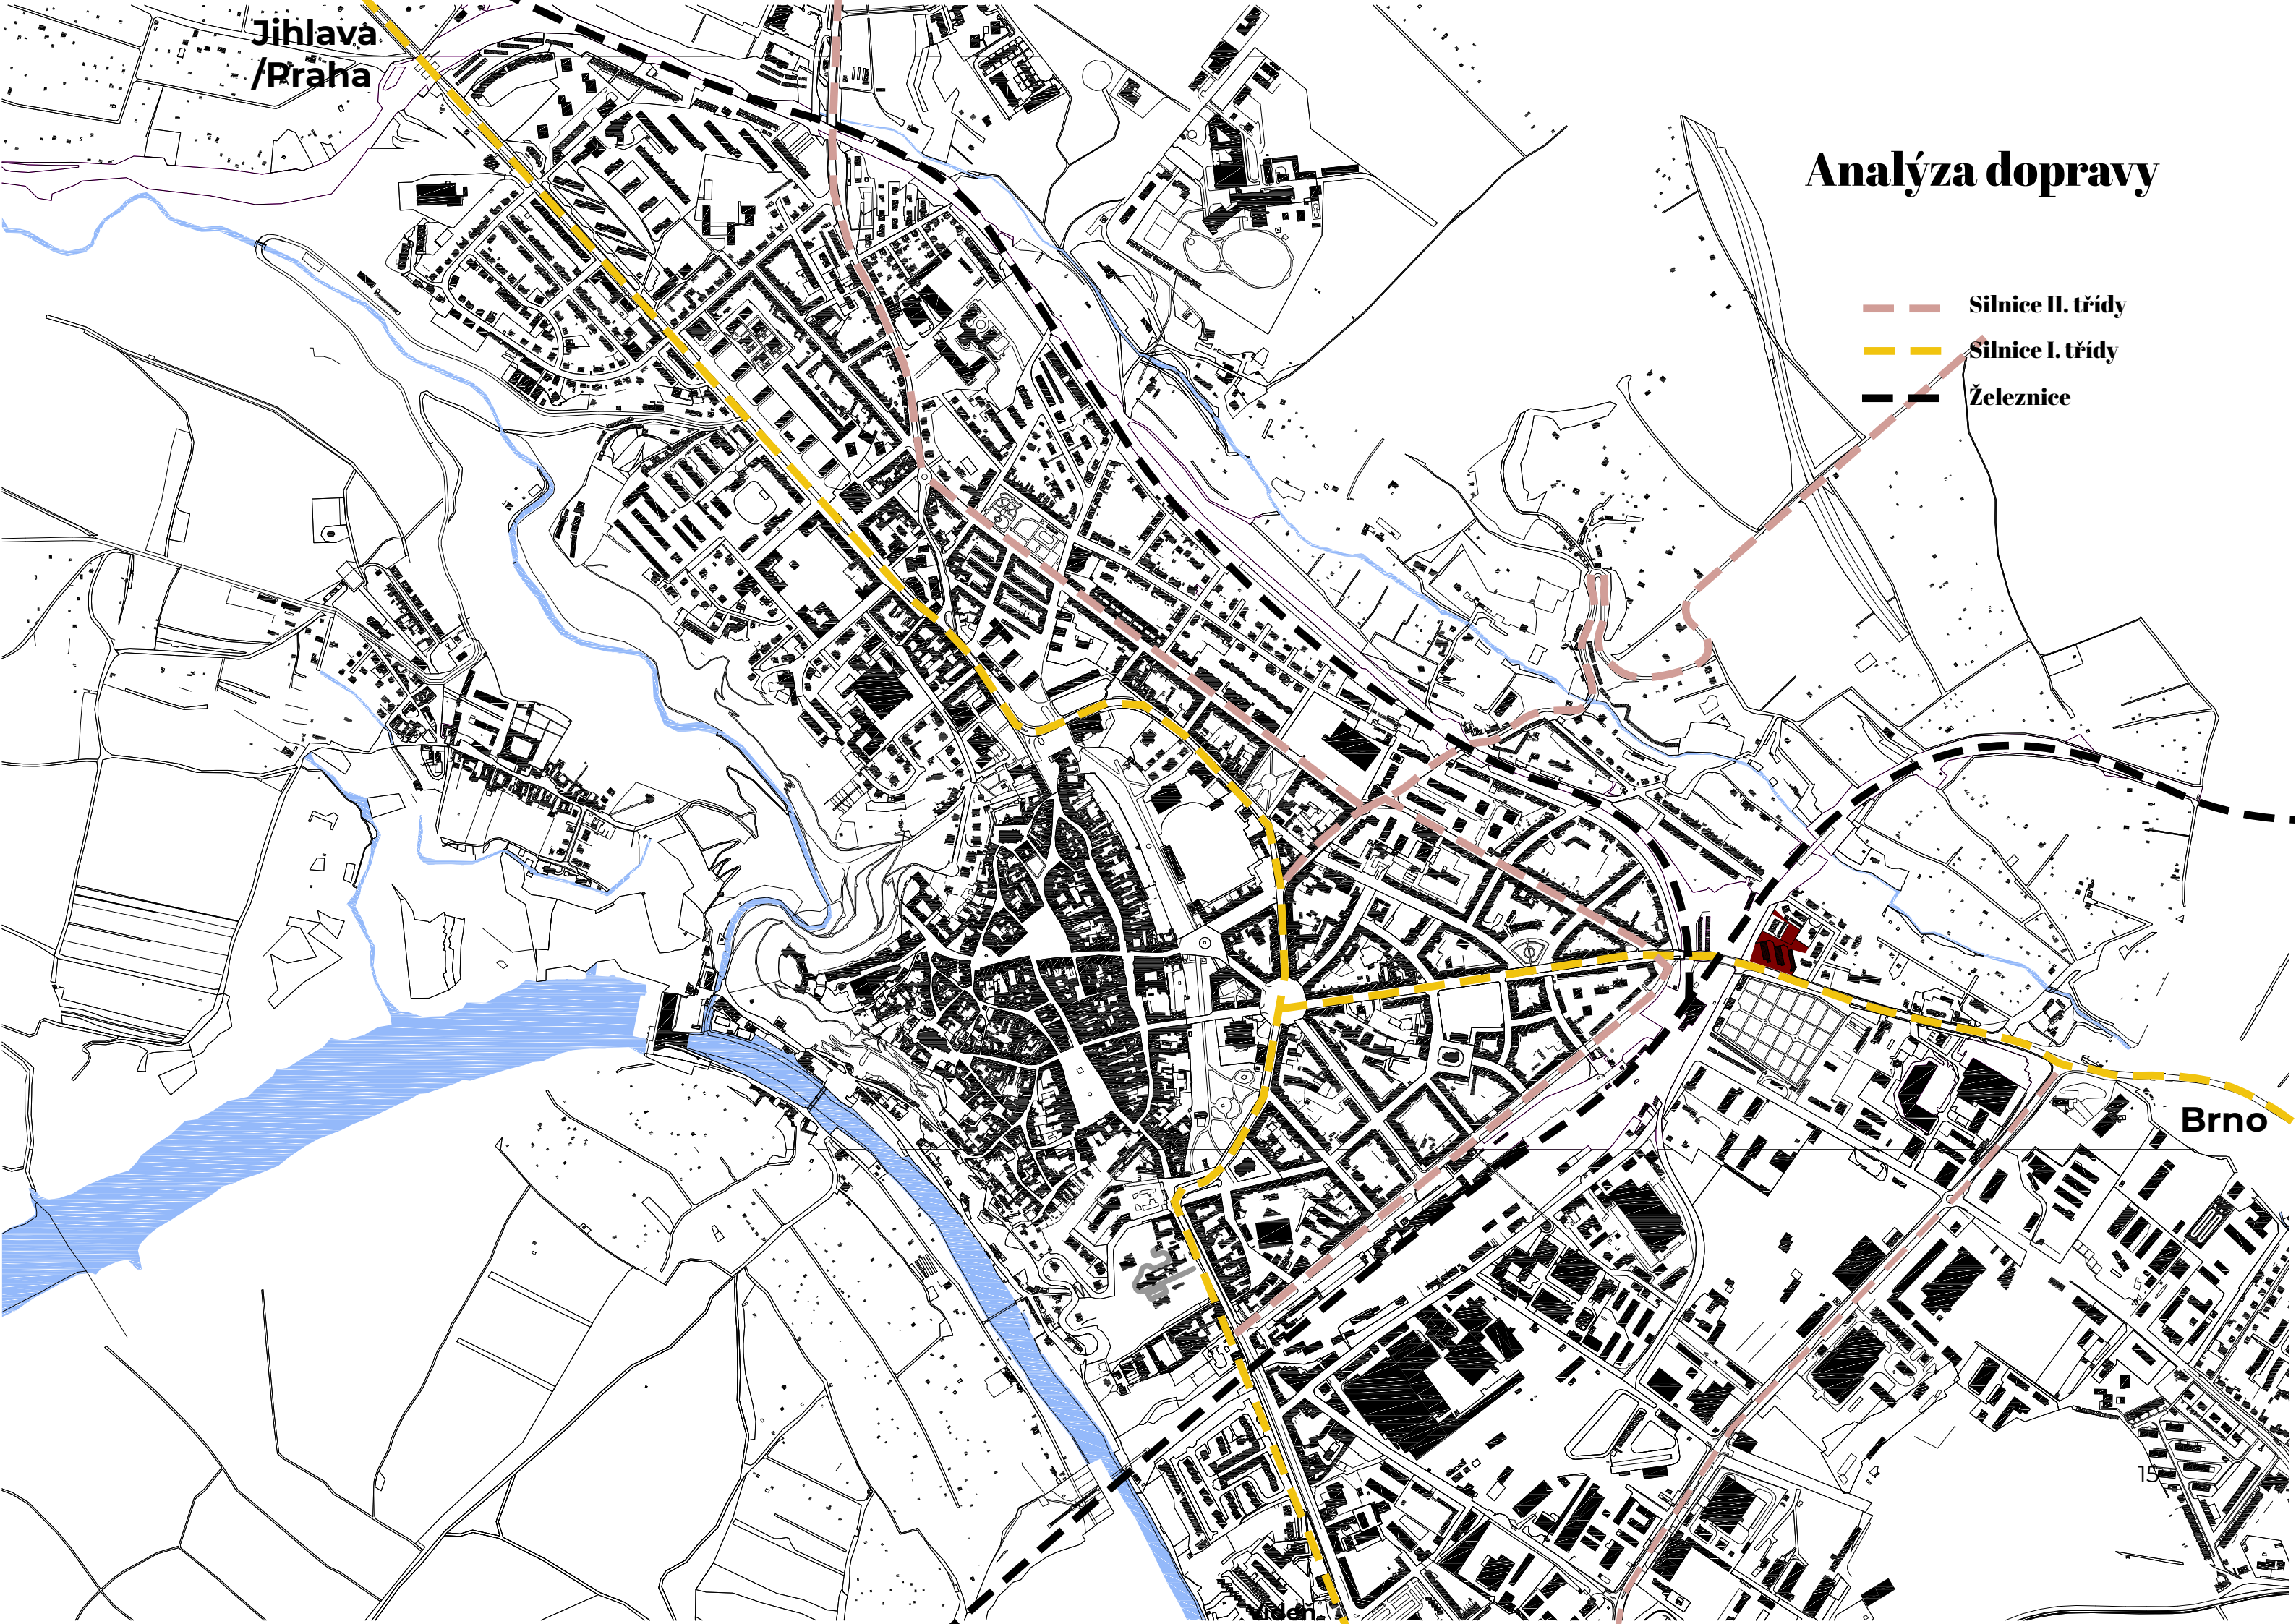 Jihlava
/Praha
Analýza dopravy
Silnice II. třídy
Silnice I. třídy
Železnice
Brno
15
Vídeň